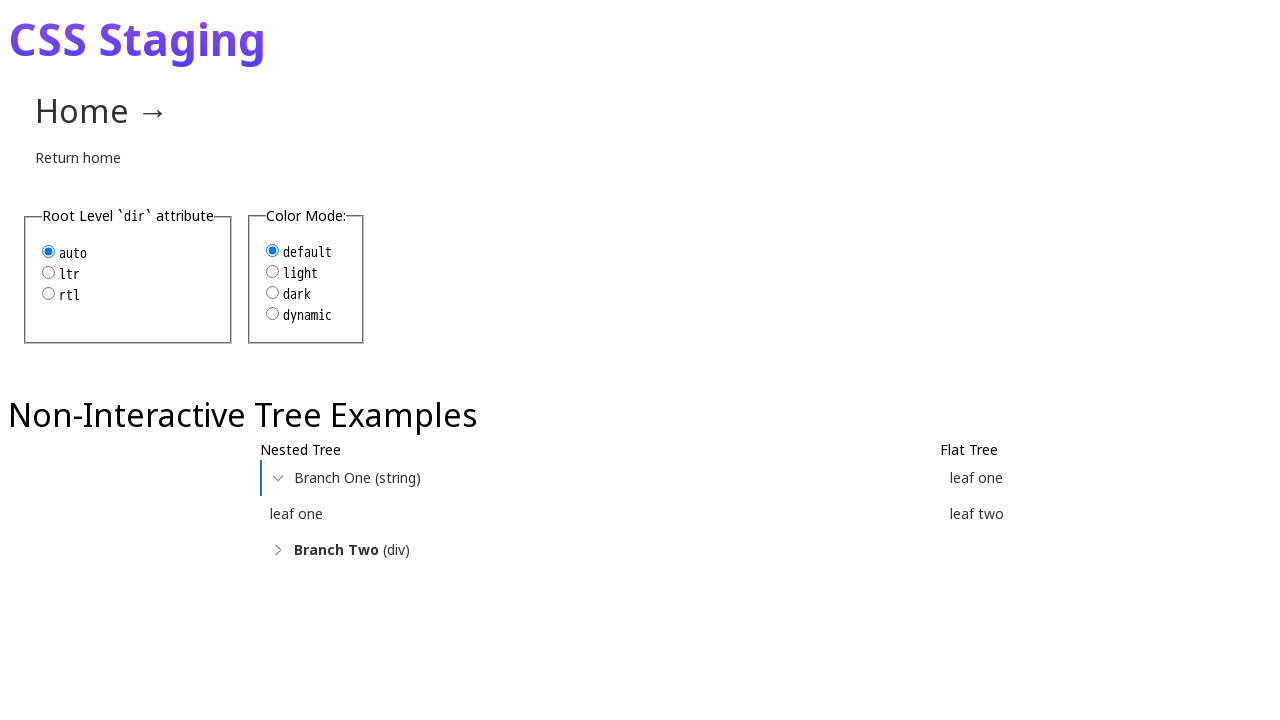 CSS Staging
Home →
Return home
Root Level `dir` attribute
auto
ltr
rtl
Color Mode:
default
light
dark
dynamic
Non-Interactive Tree Examples
Nested Tree
Branch One (string)
leaf one
Branch Two (div)
Flat Tree
leaf one
leaf two